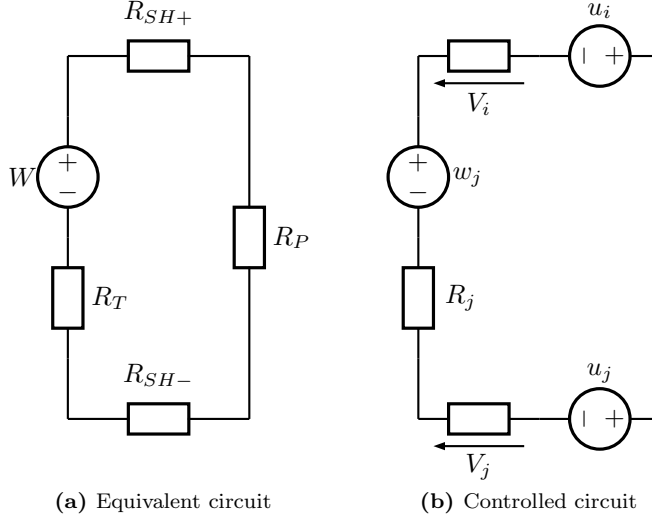 R_{SH+}
u_i
− +
V_i
W
+
−
+
−
w_j
R_P
R_T
R_j
R_{SH−}
u_j
− +
V_j
(a) Equivalent circuit
(b) Controlled circuit